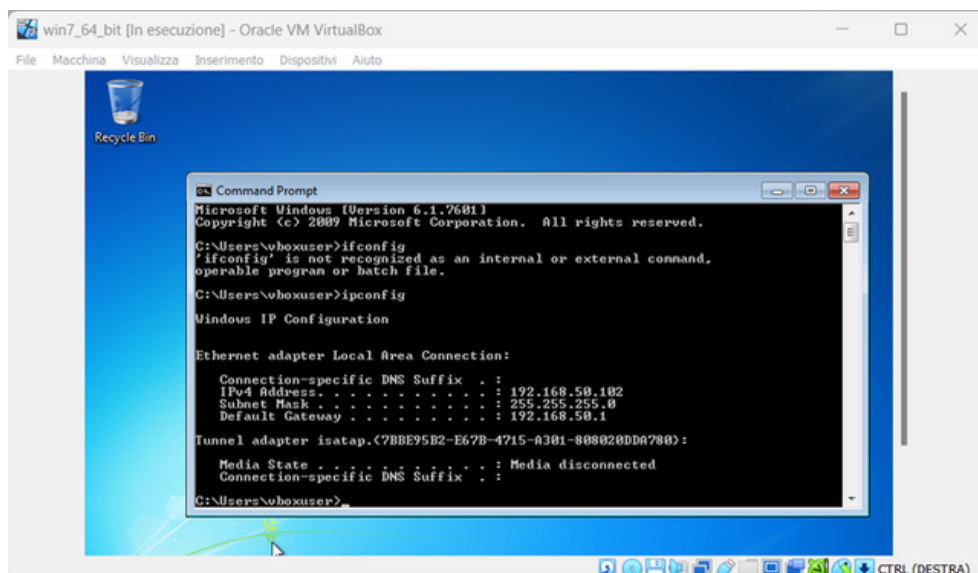 win7_64_bit [In esecuzione] - Oracle VM VirtualBox
File Macchina Visualizza Inserimento Dispositivi Aiuto
Recycle Bin
Command Prompt
Microsoft Windows [Version 6.1.7601]
Copyright (c) 2009 Microsoft Corporation. All rights reserved.
C:\Users\vboxuser>ifconfig
'ifconfig' is not recognized as an internal or external command,
operable program or batch file.
C:\Users\vboxuser>ipconfig
Windows IP Configuration
Ethernet adapter Local Area Connection:
Connection-specific DNS Suffix . :
IPv4 Address. . . . . . . . . . . : 192.168.50.102
Subnet Mask . . . . . . . . . . . : 255.255.255.0
Default Gateway . . . . . . . . . : 192.168.50.1
Tunnel adapter isatap.{7BBE95B2-E67B-4715-A301-808020DDA780}:
Media State . . . . . . . . . . . : Media disconnected
Connection-specific DNS Suffix . :
C:\Users\vboxuser>_
CTRL (DESTRA)